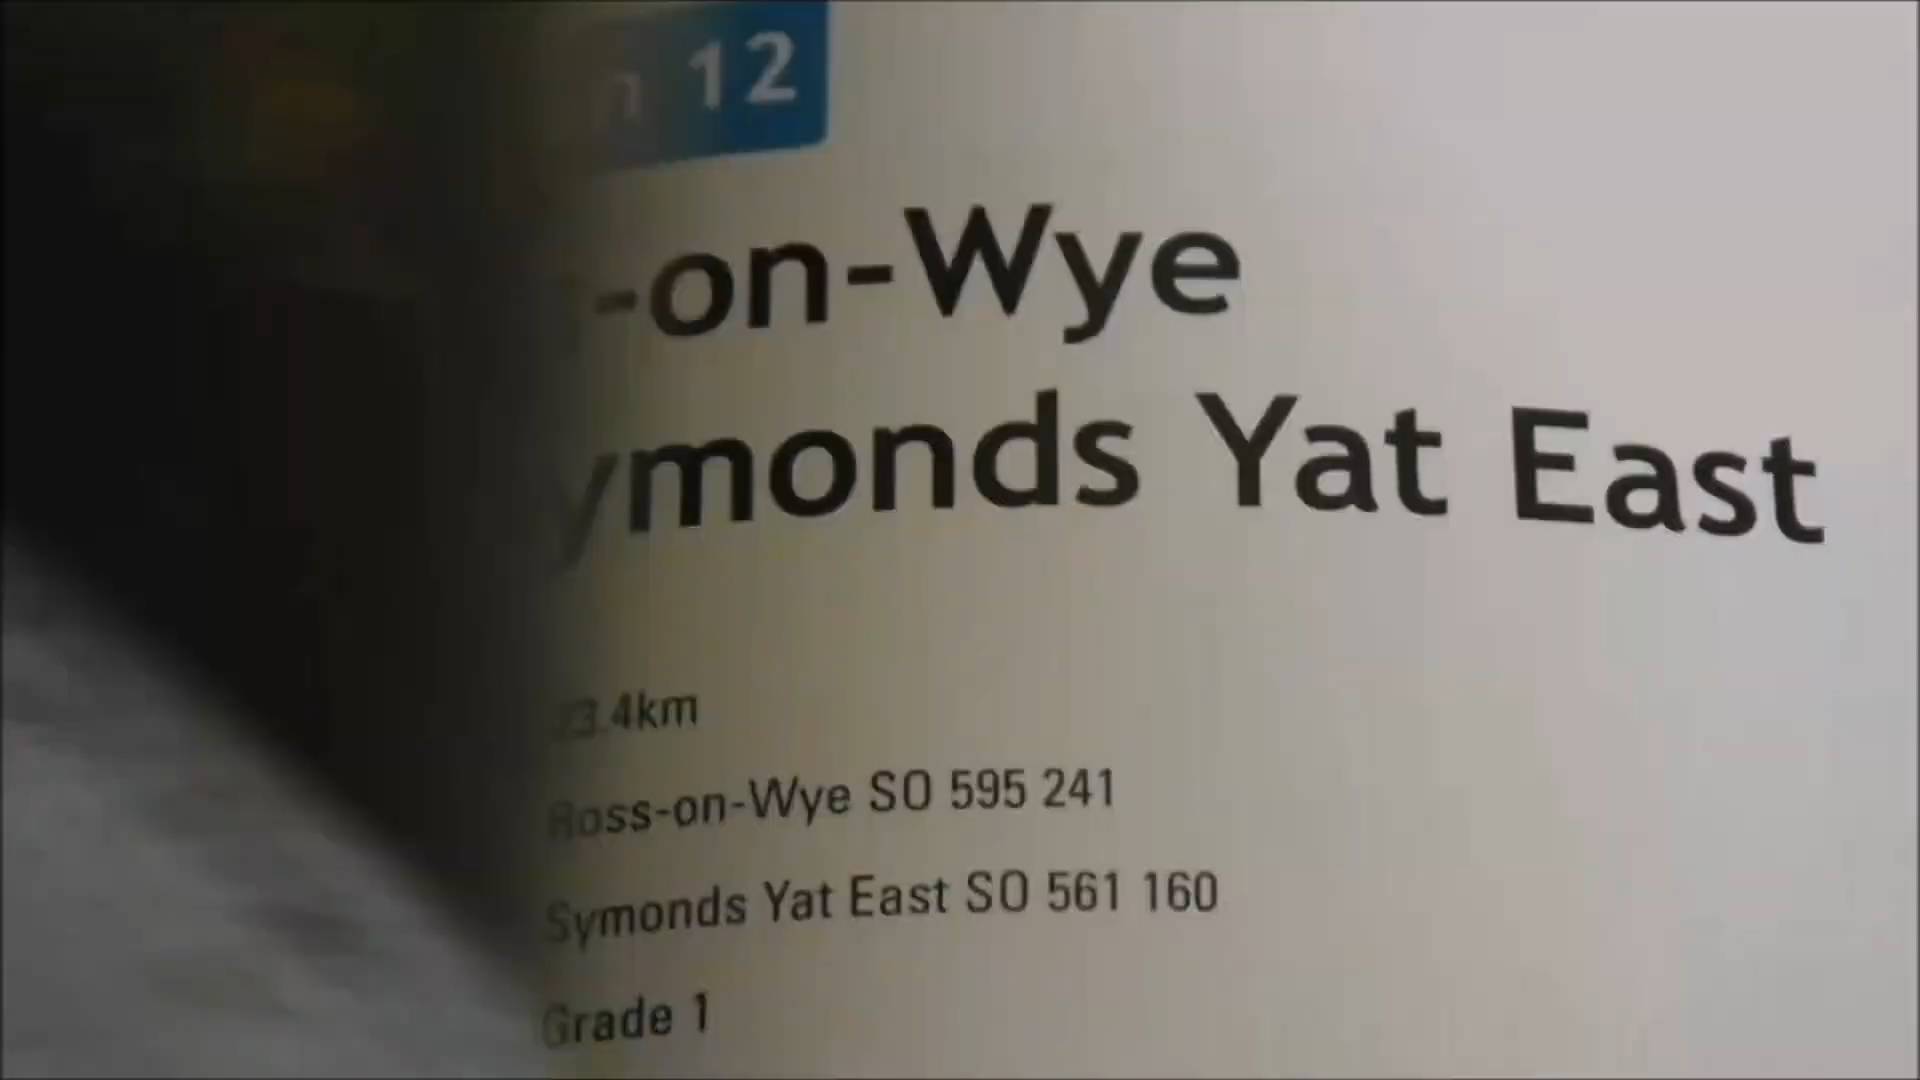 12
-on-Wye
ymonds Yat East
3.4km
Ross-on-Wye SO 595 241
Symonds Yat East SO 561 160
Grade 1